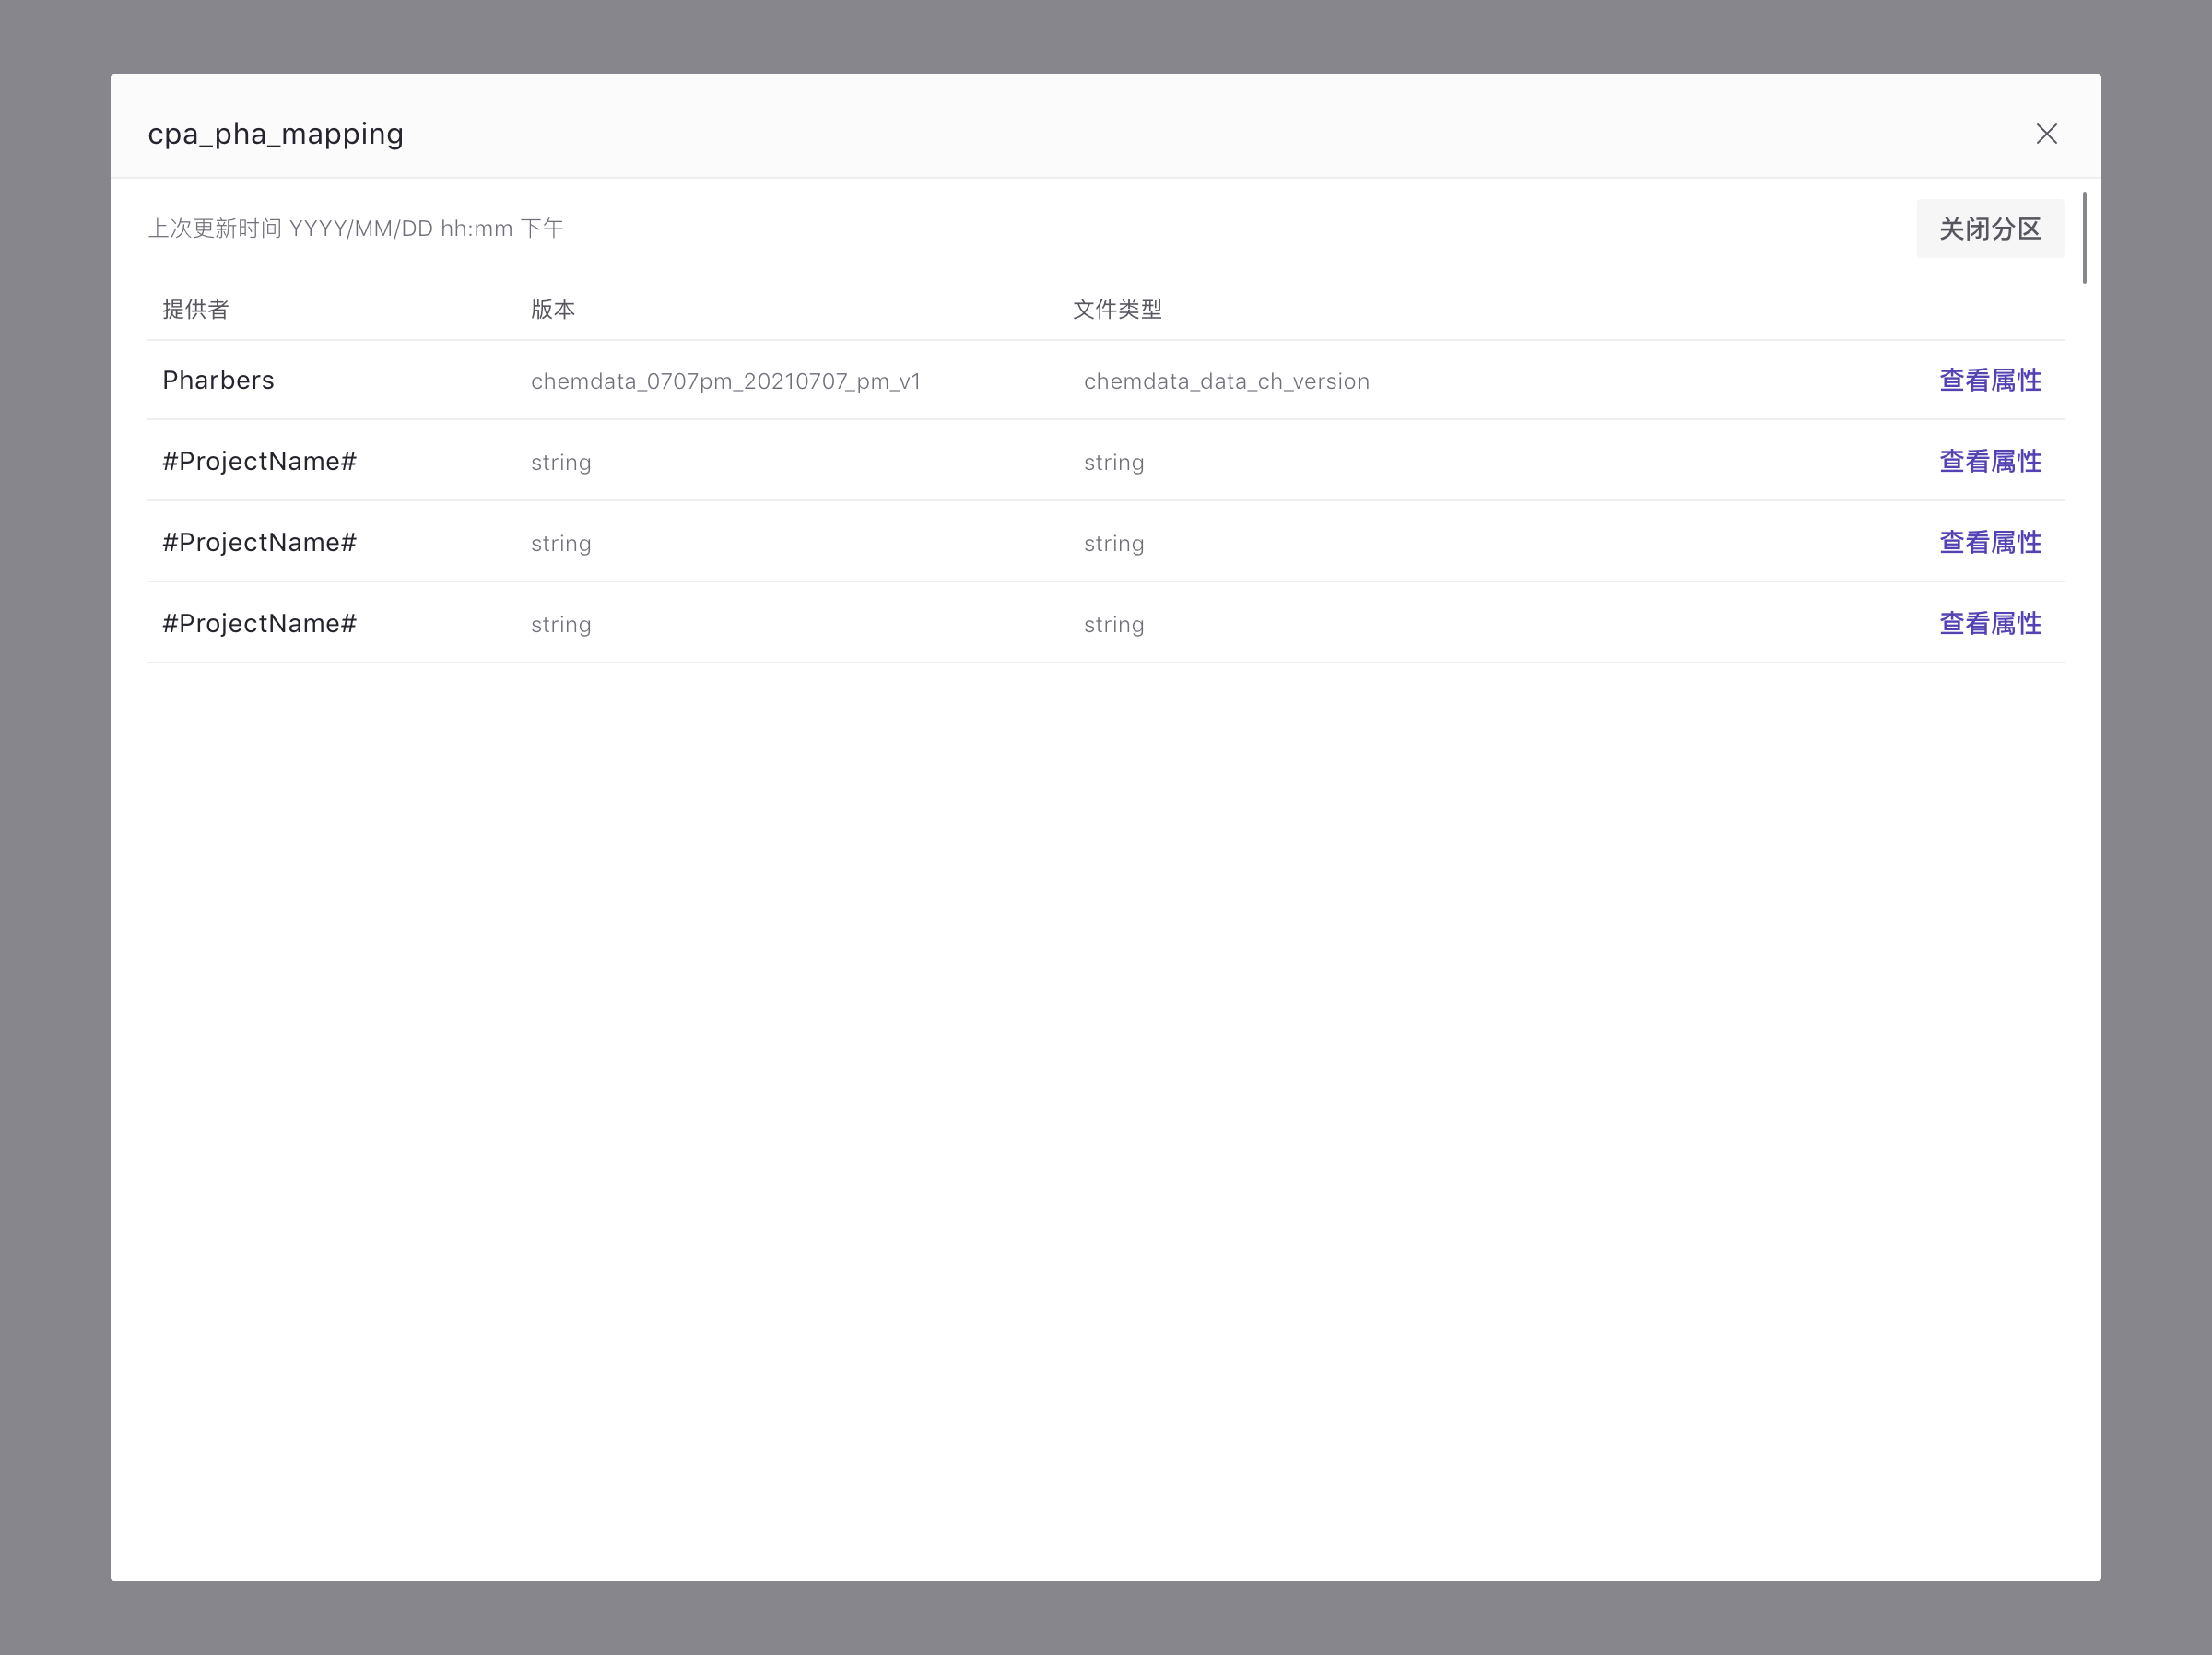 cpa_pha_mapping
上次更新时间 YYYY/MM/DD hh:mm 下午
关闭分区
提供者 版本 文件类型
Pharbers chemdata_0707pm_20210707_pm_v1 chemdata_data_ch_version 查看属性
#ProjectName# string string 查看属性
#ProjectName# string string 查看属性
#ProjectName# string string 查看属性